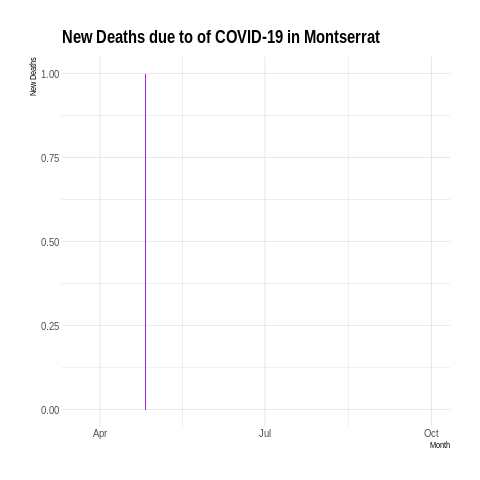 New Deaths due to of COVID-19 in Montserrat
New Deaths
1.00
0.75
0.50
0.25
0.00
Apr
Jul
Oct
Month